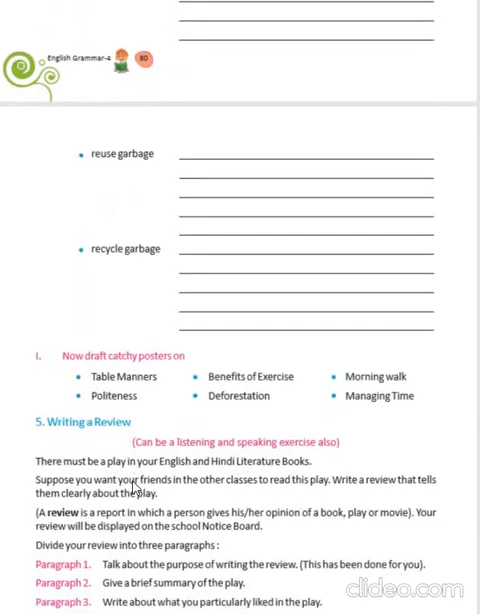 English Grammar-4
80
• reuse garbage
• recycle garbage
I. Now draft catchy posters on
• Table Manners • Benefits of Exercise • Morning walk
• Politeness • Deforestation • Managing Time
5. Writing a Review
(Can be a listening and speaking exercise also)
There must be a play in your English and Hindi Literature Books.
Suppose you want your friends in the other classes to read this play. Write a review that tells
them clearly about the play.
(A review is a report in which a person gives his/her opinion of a book, play or movie). Your
review will be displayed on the school Notice Board.
Divide your review into three paragraphs :
Paragraph 1. Talk about the purpose of writing the review. (This has been done for you).
Paragraph 2. Give a brief summary of the play.
Paragraph 3. Write about what you particularly liked in the play.
clideo.com